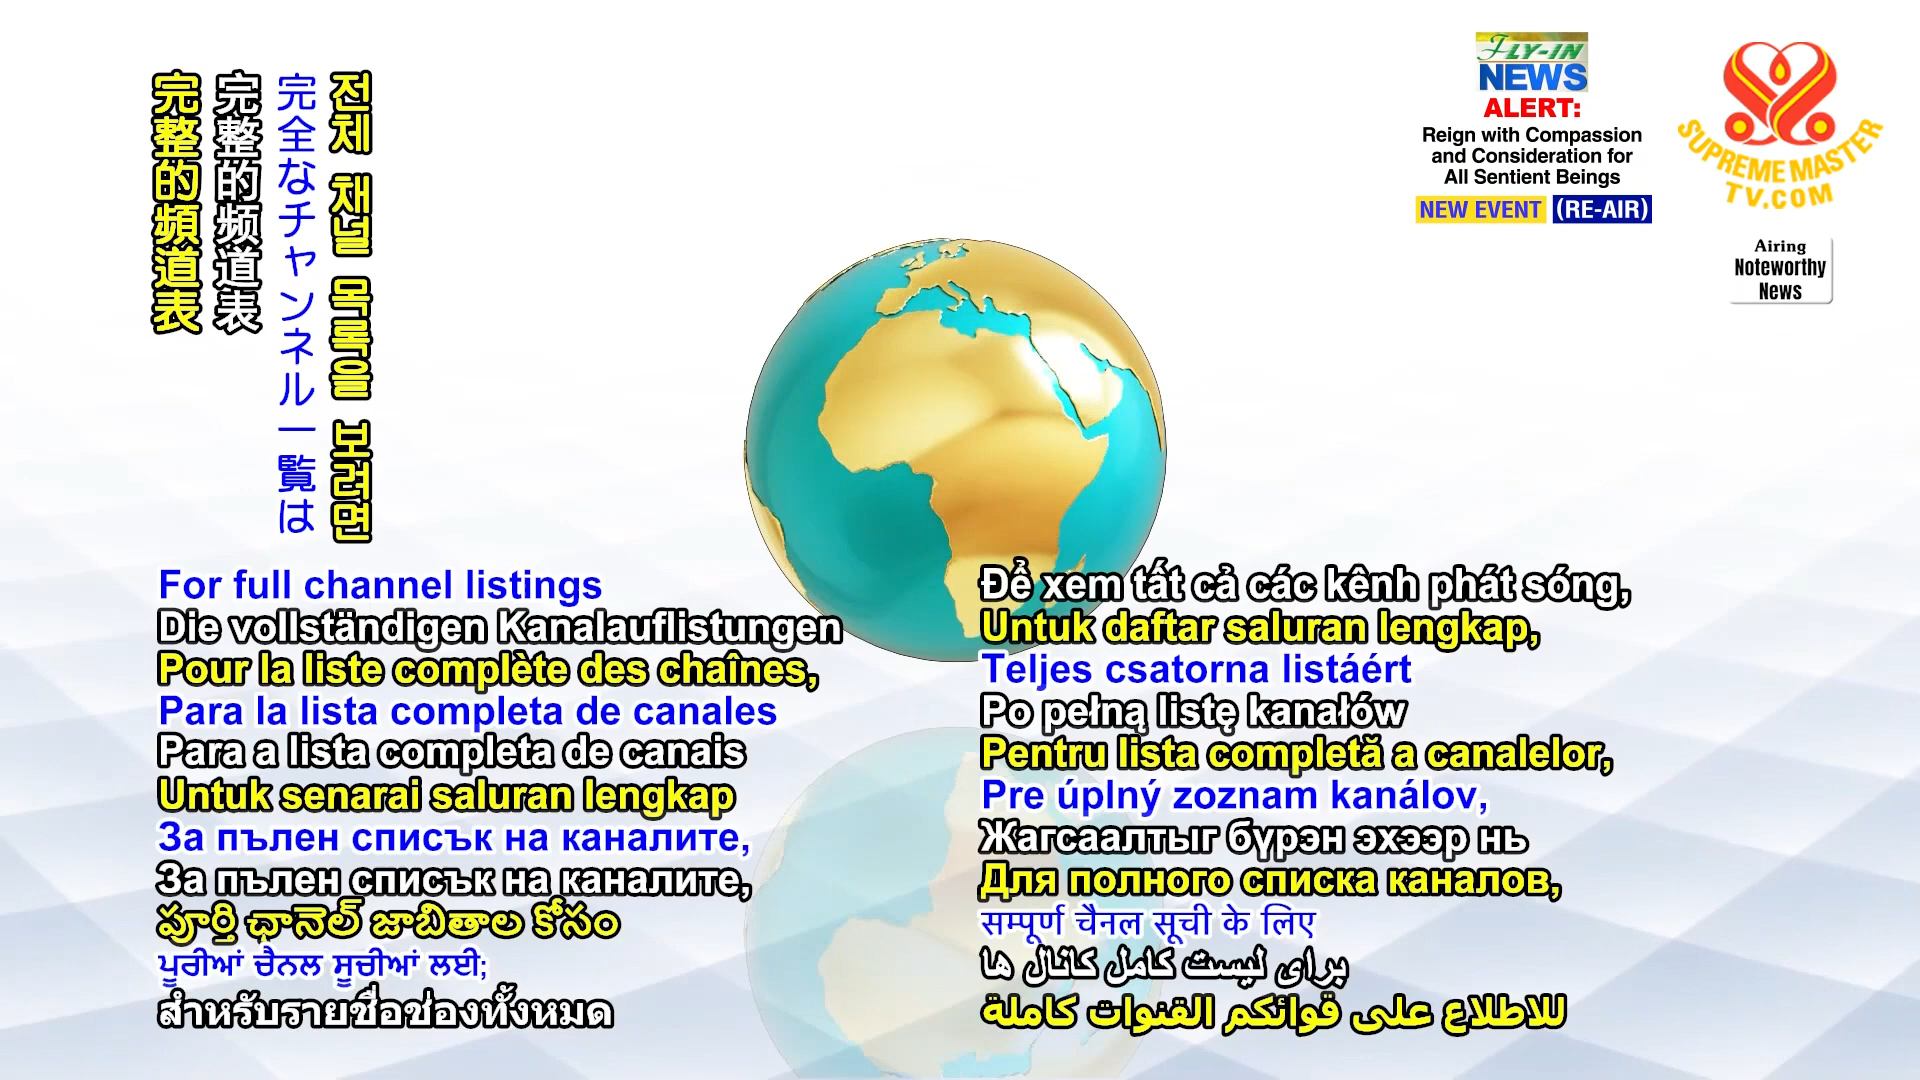 完整的頻道表
完整的频道表
完全なチャンネル一覧は
전체 채널 목록을 보려면
FLY-IN
NEWS
ALERT:
Reign with Compassion
and Consideration for
All Sentient Beings
NEW EVENT (RE-AIR)
SUPREME MASTER
TV.COM
Airing
Noteworthy
News
For full channel listings
Die vollständigen Kanalauflistungen
Pour la liste complète des chaînes,
Para la lista completa de canales
Para a lista completa de canais
Untuk senarai saluran lengkap
За пълен списък на каналите,
За пълен списък на каналите,
పూర్తి ఛానెల్ జాబితాల కోసం
ਪੂਰੀਆਂ ਚੈਨਲ ਸੂਚੀਆਂ ਲਈ;
สำหรับรายชื่อช่องทั้งหมด
Để xem tất cả các kênh phát sóng,
Untuk daftar saluran lengkap,
Teljes csatorna listáért
Po pełną listę kanałów
Pentru lista completă a canalelor,
Pre úplný zoznam kanálov,
Жагсаалтыг бүрэн эхээр нь
Для полного списка каналов,
सम्पूर्ण चैनल सूची के लिए
برای لیست کامل کانال ها
للاطلاع على قوائكم القنوات كاملة